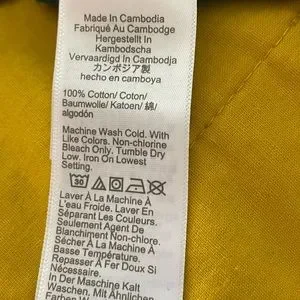 Made In Cambodia
Fabriqué Au Cambodge
Hergestellt In
Kambodscha
Vervaardigd In Cambodja
カンボジア製
hecho en camboya
100% Cotton/ Coton/
Baumwolle/ Katoen/ 綿/
algodón
Machine Wash Cold. With
Like Colors. Non-chlorine
Bleach Only. Tumble Dry
Low. Iron On Lowest
Setting.
30
Laver À La Machine À
L'eau Froide. Laver En
Séparant Les Couleurs.
Seulement Agent De
Blanchiment Non-chlore.
Sécher À La Machine À
Basse Température.
Repasser À Fer Doux Si
Nécessaire.
In Der Maschine Kalt
Waschen, Mit Ähnlichen